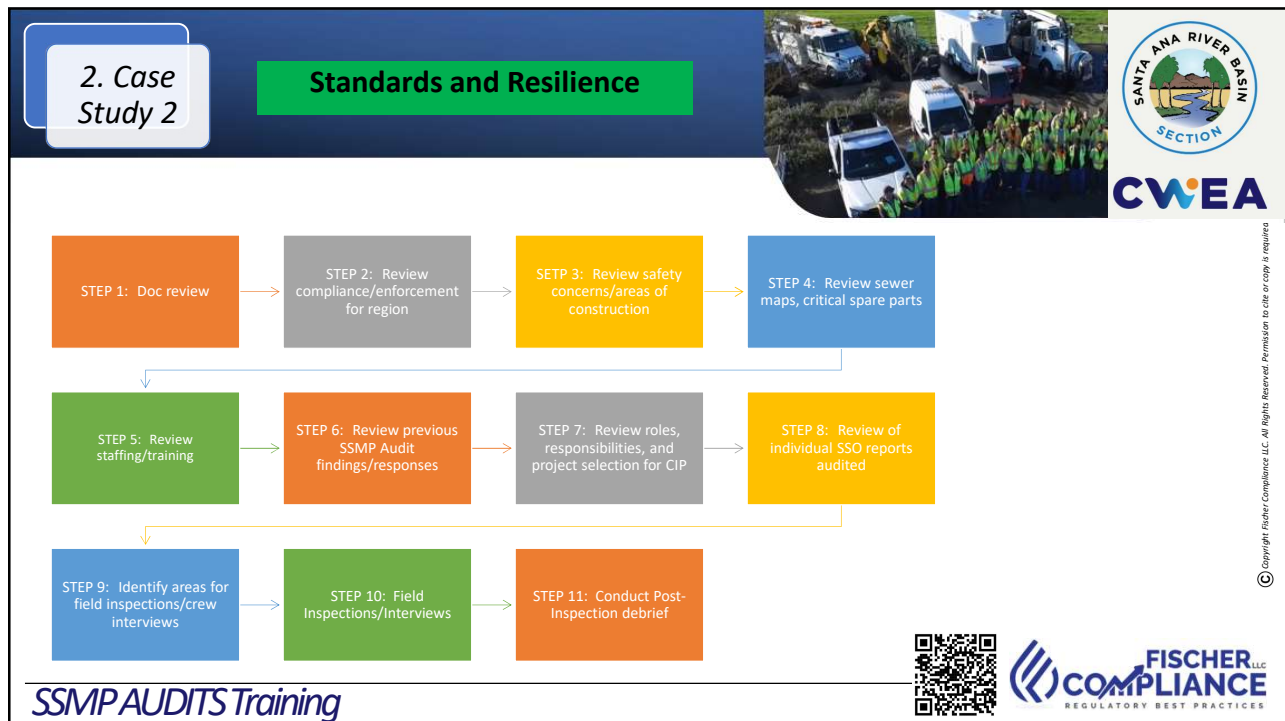 2. Case
Study 2
Standards and Resilience
SANTA ANA RIVER BASIN
SECTION
CWEA
STEP 1: Doc review
STEP 2: Review
compliance/enforcement
for region
SETP 3: Review safety
concerns/areas of
construction
STEP 4: Review sewer
maps, critical spare parts
STEP 5: Review
staffing/training
STEP 6: Review previous
SSMP Audit
findings/responses
STEP 7: Review roles,
responsibilities, and
project selection for CIP
STEP 8: Review of
individual SSO reports
audited
STEP 9: Identify areas for
field inspections/crew
interviews
STEP 10: Field
Inspections/Interviews
STEP 11: Conduct Post-
Inspection debrief
© Copyright Fischer Compliance LLC. All Rights Reserved. Permission to cite or copy is required
SSMP AUDITS Training
FISCHER LLC
COMPLIANCE
REGULATORY BEST PRACTICES